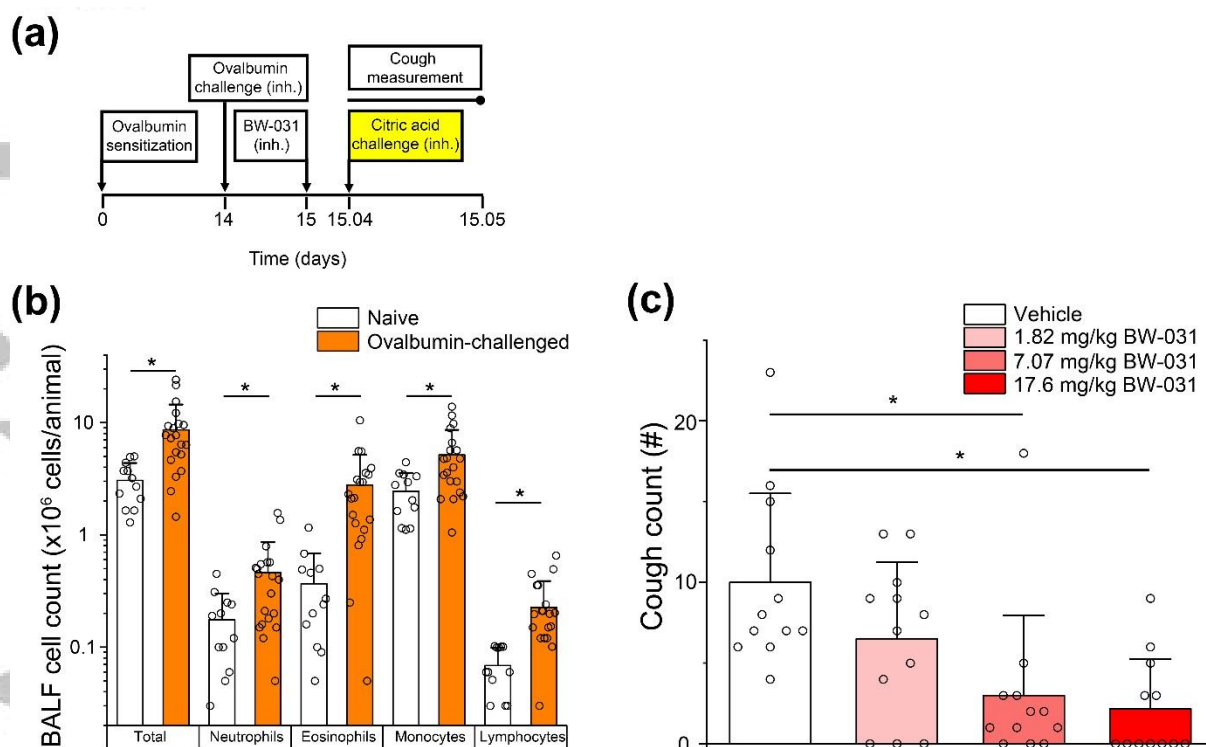 (a)
Ovalbumin
challenge (inh.)
Cough
measurement
Ovalbumin
sensitization
BW-031
(inh.)
Citric acid
challenge (inh.)
0
14
15
15.04
15.05
Time (days)
(b)
Naive
Ovalbumin-challenged
*
*
*
*
*
BALF cell count (x10⁶ cells/animal)
10
1
0.1
Total
Neutrophils
Eosinophils
Monocytes
Lymphocytes
(c)
Vehicle
1.82 mg/kg BW-031
7.07 mg/kg BW-031
17.6 mg/kg BW-031
*
*
Cough count (#)
20
10
0